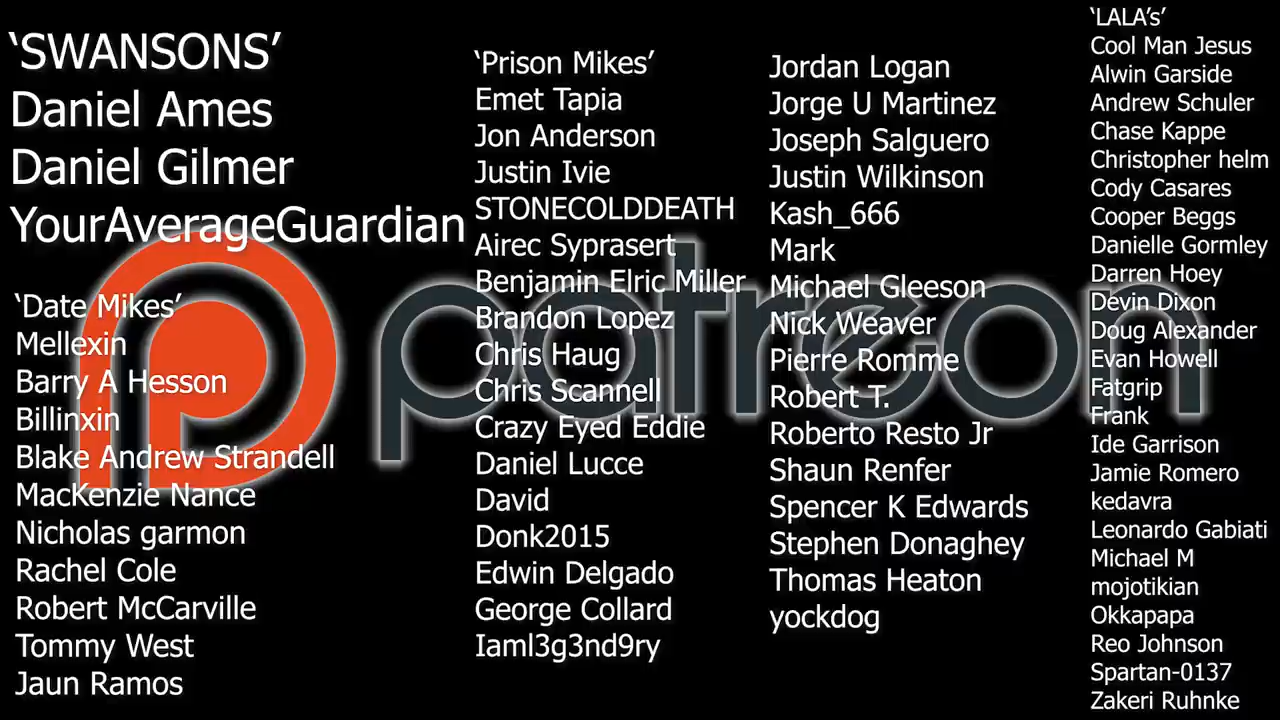 ‘SWANSONS’
Daniel Ames
Daniel Gilmer
YourAverageGuardian
‘Date Mikes’
Mellexin
Barry A Hesson
Billinxin
Blake Andrew Strandell
MacKenzie Nance
Nicholas garmon
Rachel Cole
Robert McCarville
Tommy West
Jaun Ramos
‘Prison Mikes’
Emet Tapia
Jon Anderson
Justin Ivie
STONECOLDDEATH
Airec Syprasert
Benjamin Elric Miller
Brandon Lopez
Chris Haug
Chris Scannell
Crazy Eyed Eddie
Daniel Lucce
David
Donk2015
Edwin Delgado
George Collard
Iaml3g3nd9ry
Jordan Logan
Jorge U Martinez
Joseph Salguero
Justin Wilkinson
Kash_666
Mark
Michael Gleeson
Nick Weaver
Pierre Romme
Robert T.
Roberto Resto Jr
Shaun Renfer
Spencer K Edwards
Stephen Donaghey
Thomas Heaton
yockdog
‘LALA’s’
Cool Man Jesus
Alwin Garside
Andrew Schuler
Chase Kappe
Christopher helm
Cody Casares
Cooper Beggs
Danielle Gormley
Darren Hoey
Devin Dixon
Doug Alexander
Evan Howell
Fatgrip
Frank
Ide Garrison
Jamie Romero
kedavra
Leonardo Gabiati
Michael M
mojotikian
Okkapapa
Reo Johnson
Spartan-0137
Zakeri Ruhnke
patreon